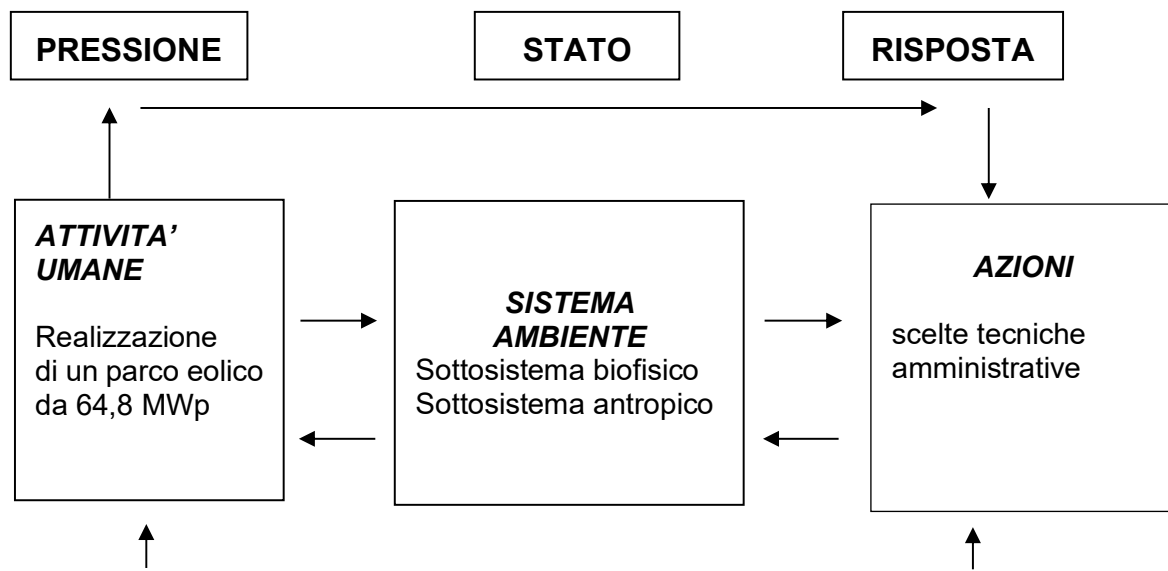 PRESSIONE
STATO
RISPOSTA
ATTIVITA’
UMANE
Realizzazione
di un parco eolico
da 64,8 MWp
SISTEMA
AMBIENTE
Sottosistema biofisico
Sottosistema antropico
AZIONI
scelte tecniche
amministrative